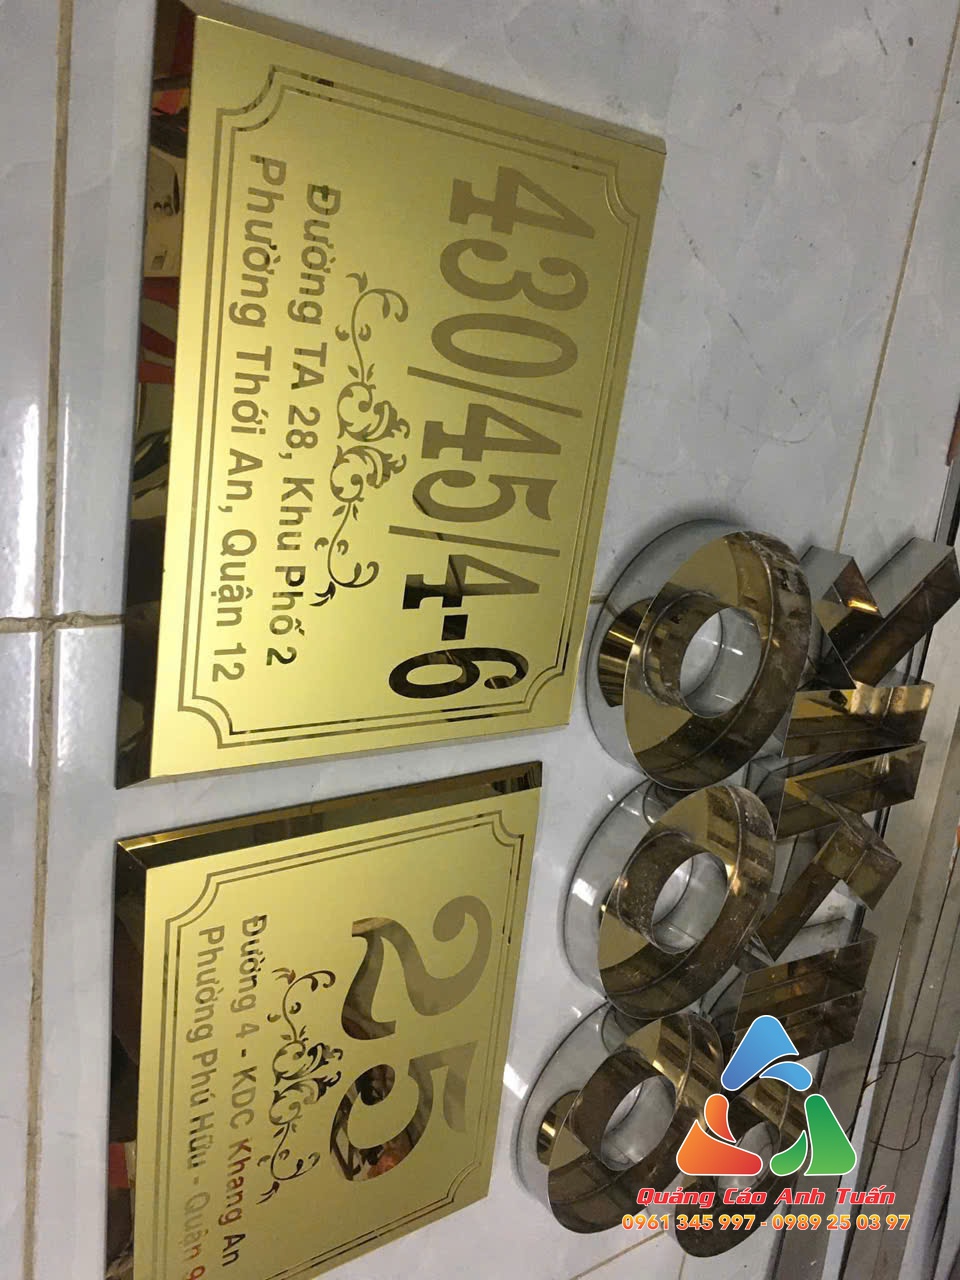 430/45/4-6
Đường TA 28, Khu Phố 2
Phường Thới An, Quận 12
25
Đường 4 - KDC Khang An
Phường Phú Hữu - Quận 9
Quảng Cáo Anh Tuấn
0961 345 997 - 0989 25 03 97